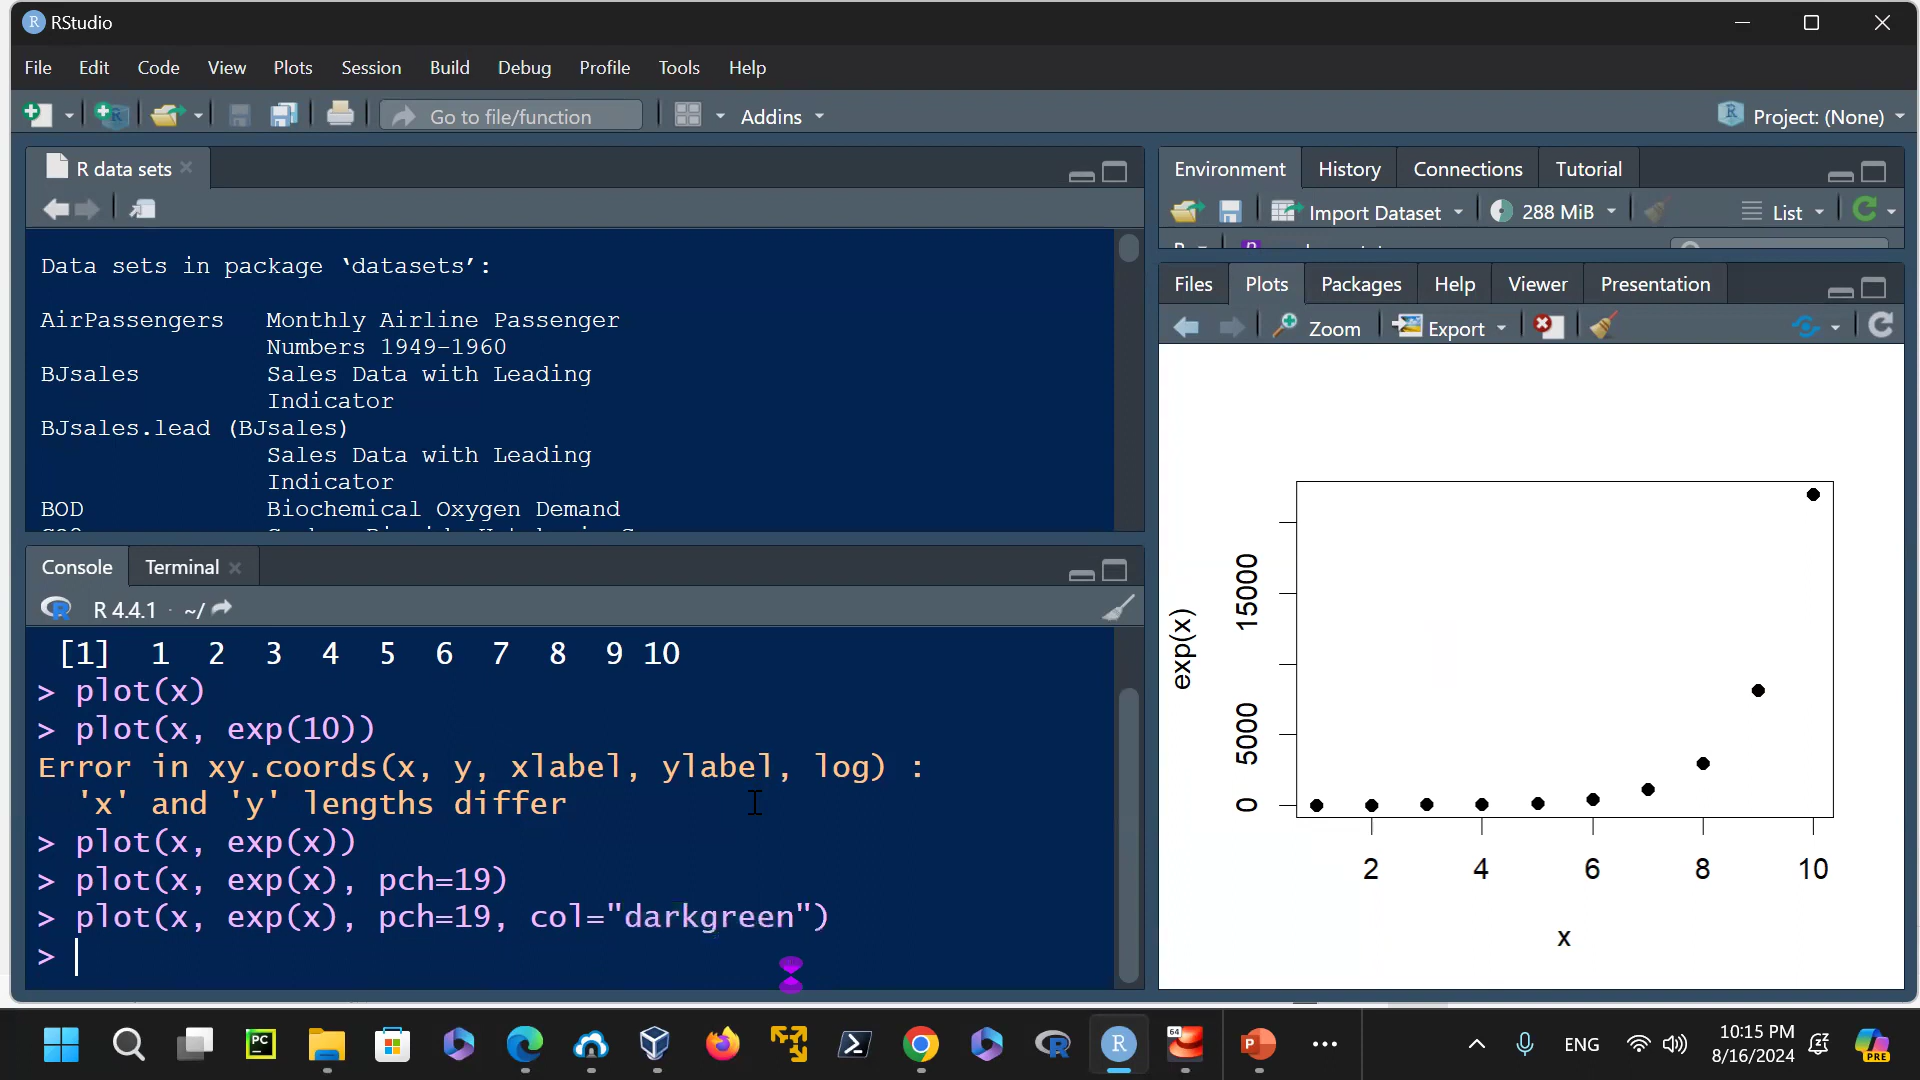 RStudio
File Edit Code View Plots Session Build Debug Profile Tools Help
Go to file/function Addins Project: (None)
R data sets
Data sets in package ‘datasets’:
AirPassengers Monthly Airline Passenger
Numbers 1949-1960
BJsales Sales Data with Leading
Indicator
BJsales.lead (BJsales)
Sales Data with Leading
Indicator
BOD Biochemical Oxygen Demand
Console Terminal
R 4.4.1 · ~/
[1] 1 2 3 4 5 6 7 8 9 10
> plot(x)
> plot(x, exp(10))
Error in xy.coords(x, y, xlabel, ylabel, log) :
'x' and 'y' lengths differ
> plot(x, exp(x))
> plot(x, exp(x), pch=19)
> plot(x, exp(x), pch=19, col="darkgreen")
>
Environment History Connections Tutorial
Import Dataset 288 MiB List
Files Plots Packages Help Viewer Presentation
Zoom Export
exp(x)
15000
5000
0
2 4 6 8 10
x
PC
R
64
ENG
10:15 PM
8/16/2024
PRE